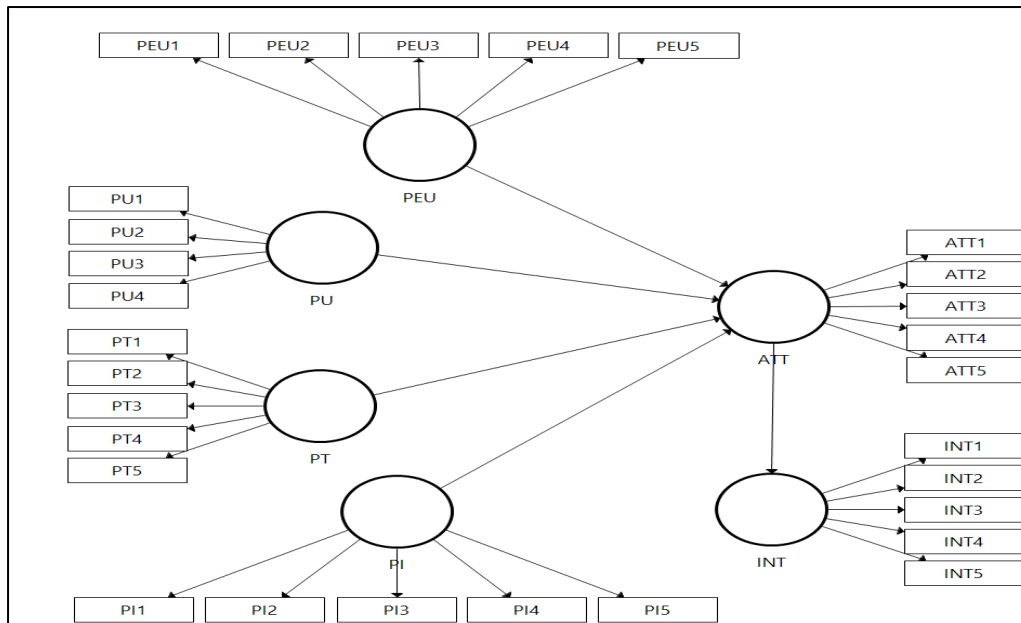 PEU1 PEU2 PEU3 PEU4 PEU5
PEU
PU1
PU2
PU3
PU4
PU
PT1
PT2
PT3
PT4
PT5
PT
ATT1
ATT2
ATT3
ATT4
ATT5
ATT
INT1
INT2
INT3
INT4
INT5
INT
PI
PI1 PI2 PI3 PI4 PI5